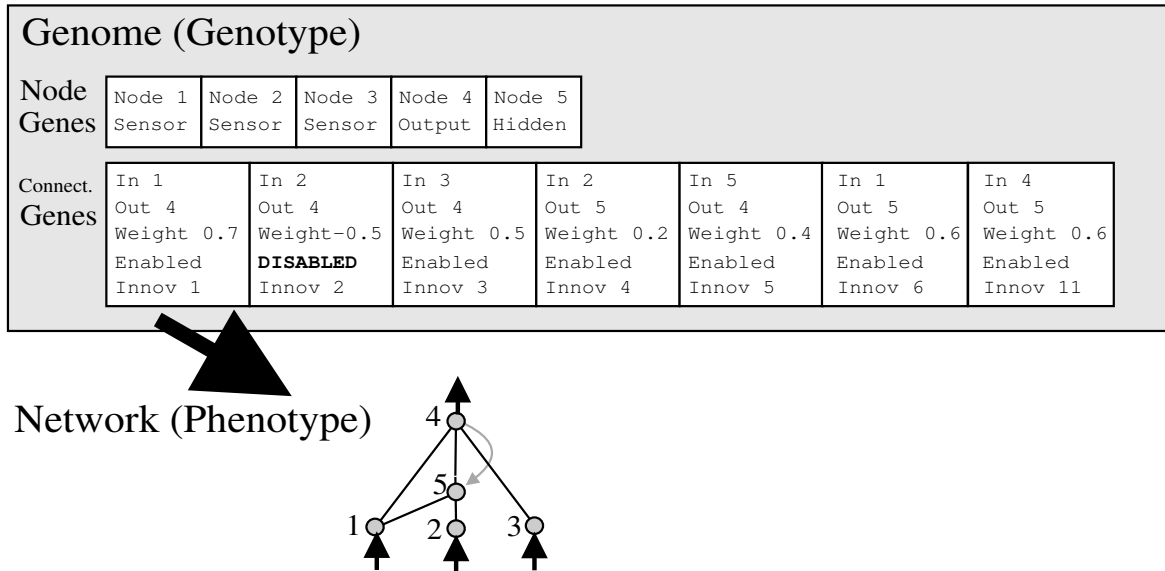 Genome (Genotype)
Node Genes
Node 1 Node 2 Node 3 Node 4 Node 5
Sensor Sensor Sensor Output Hidden
Connect. Genes
In 1 In 2 In 3 In 2 In 5 In 1 In 4
Out 4 Out 4 Out 4 Out 5 Out 4 Out 5 Out 5
Weight 0.7 Weight-0.5 Weight 0.5 Weight 0.2 Weight 0.4 Weight 0.6 Weight 0.6
Enabled DISABLED Enabled Enabled Enabled Enabled Enabled
Innov 1 Innov 2 Innov 3 Innov 4 Innov 5 Innov 6 Innov 11
Network (Phenotype)
4
5
1 2 3